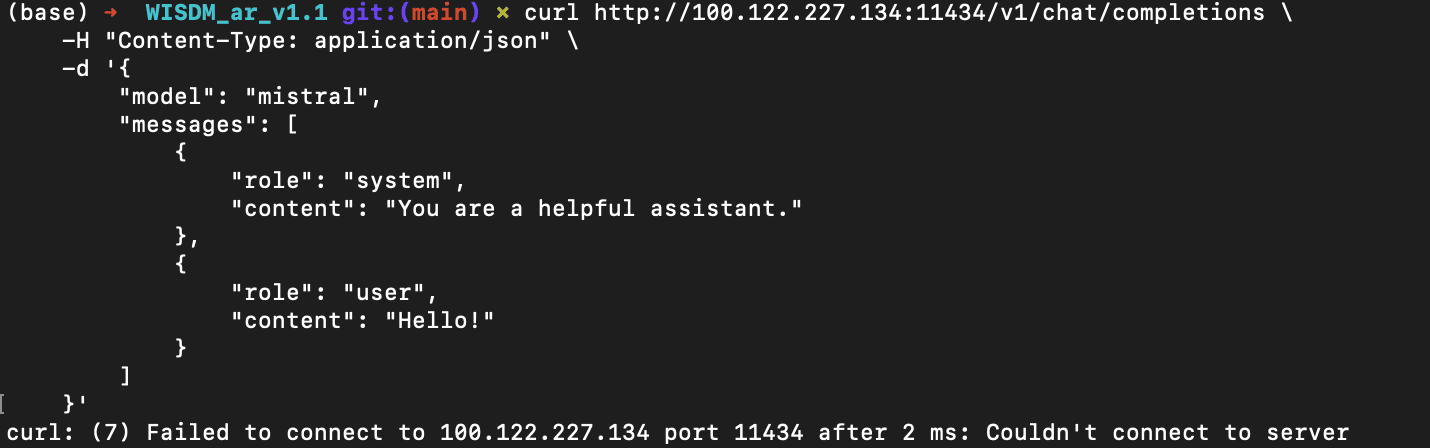 (base) ➜  WISDM_ar_v1.1 git:(main) ✗ curl http://100.122.227.134:11434/v1/chat/completions \
    -H "Content-Type: application/json" \
    -d '{
        "model": "mistral",
        "messages": [
            {
                "role": "system",
                "content": "You are a helpful assistant."
            },
            {
                "role": "user",
                "content": "Hello!"
            }
        ]
[    }'
curl: (7) Failed to connect to 100.122.227.134 port 11434 after 2 ms: Couldn't connect to server